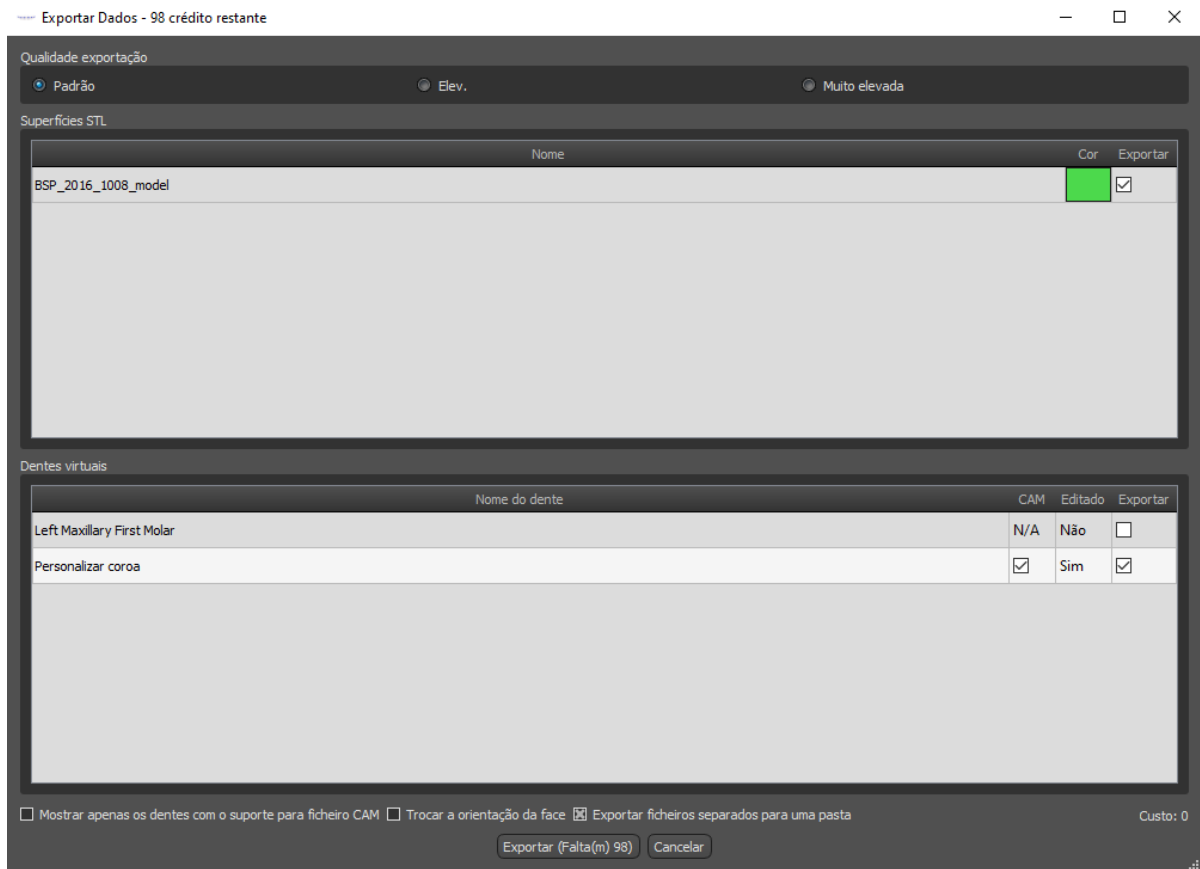 Exportar Dados - 98 crédito restante
Qualidade exportação
Padrão Elev. Muito elevada
Superfícies STL
Nome Cor Exportar
BSP_2016_1008_model
Dentes virtuais
Nome do dente CAM Editado Exportar
Left Maxillary First Molar N/A Não
Personalizar coroa Sim
Mostrar apenas os dentes com o suporte para ficheiro CAM Trocar a orientação da face Exportar ficheiros separados para uma pasta Custo: 0
Exportar (Falta(m) 98) Cancelar